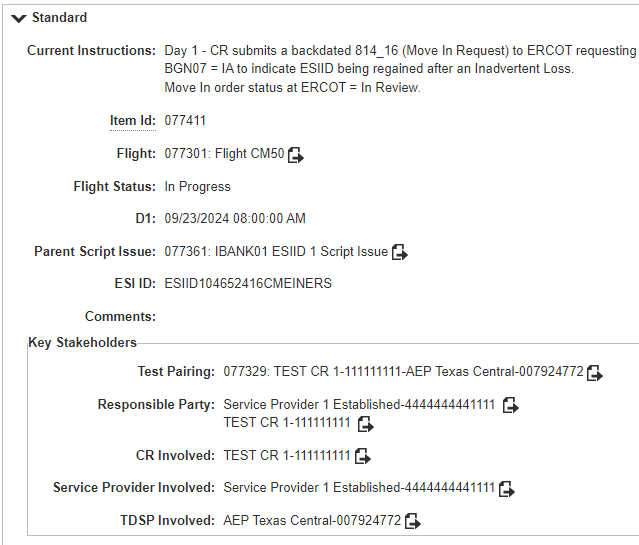 Standard
Current Instructions: Day 1 - CR submits a backdated 814_16 (Move In Request) to ERCOT requesting
BGN07 = IA to indicate ESIID being regained after an Inadvertent Loss.
Move In order status at ERCOT = In Review.
Item Id: 077411
Flight: 077301: Flight CM50
Flight Status: In Progress
D1: 09/23/2024 08:00:00 AM
Parent Script Issue: 077361: IBANK01 ESIID 1 Script Issue
ESI ID: ESIID104652416CMEINERS
Comments:
Key Stakeholders
Test Pairing: 077329: TEST CR 1-111111111-AEP Texas Central-007924772
Responsible Party: Service Provider 1 Established-4444444441111
TEST CR 1-111111111
CR Involved: TEST CR 1-111111111
Service Provider Involved: Service Provider 1 Established-4444444441111
TDSP Involved: AEP Texas Central-007924772